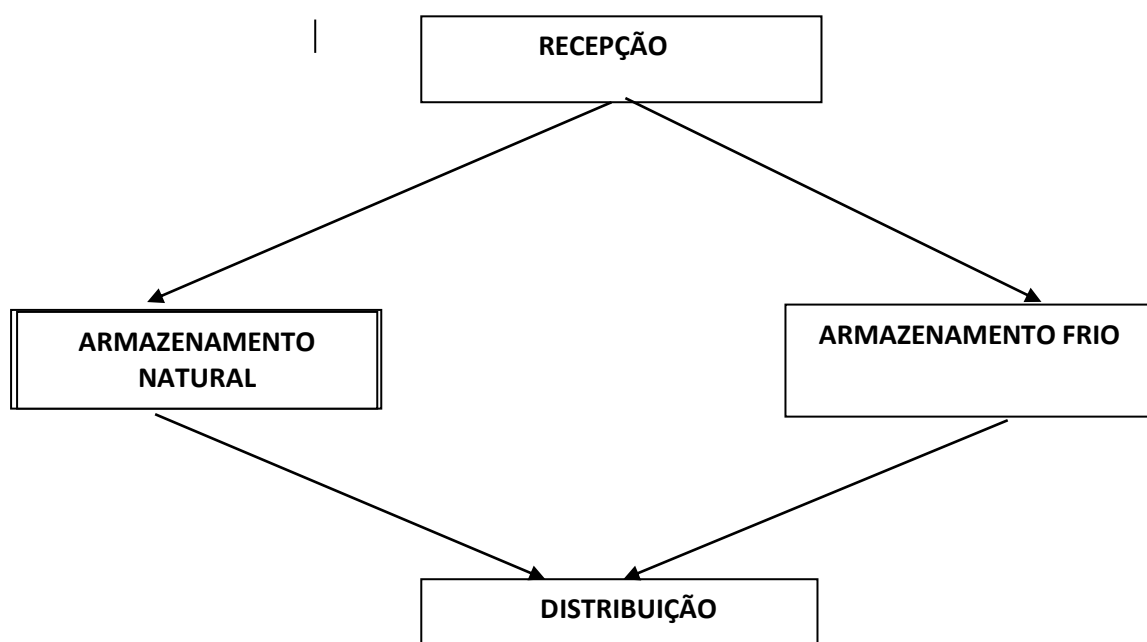 RECEPÇÃO
ARMAZENAMENTO
NATURAL
ARMAZENAMENTO FRIO
DISTRIBUIÇÃO